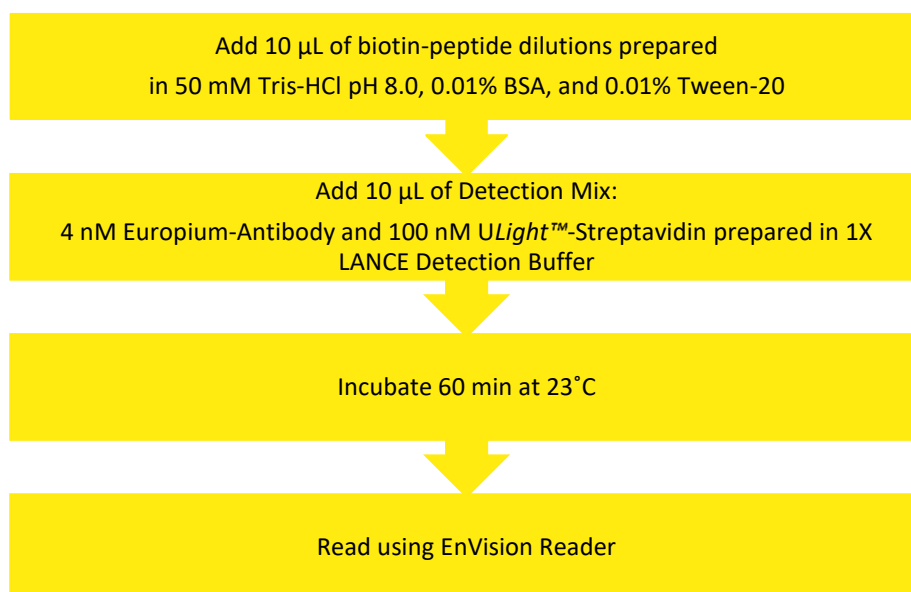 Add 10 µL of biotin-peptide dilutions prepared
in 50 mM Tris-HCl pH 8.0, 0.01% BSA, and 0.01% Tween-20
Add 10 µL of Detection Mix:
4 nM Europium-Antibody and 100 nM ULight™-Streptavidin prepared in 1X
LANCE Detection Buffer
Incubate 60 min at 23˚C
Read using EnVision Reader